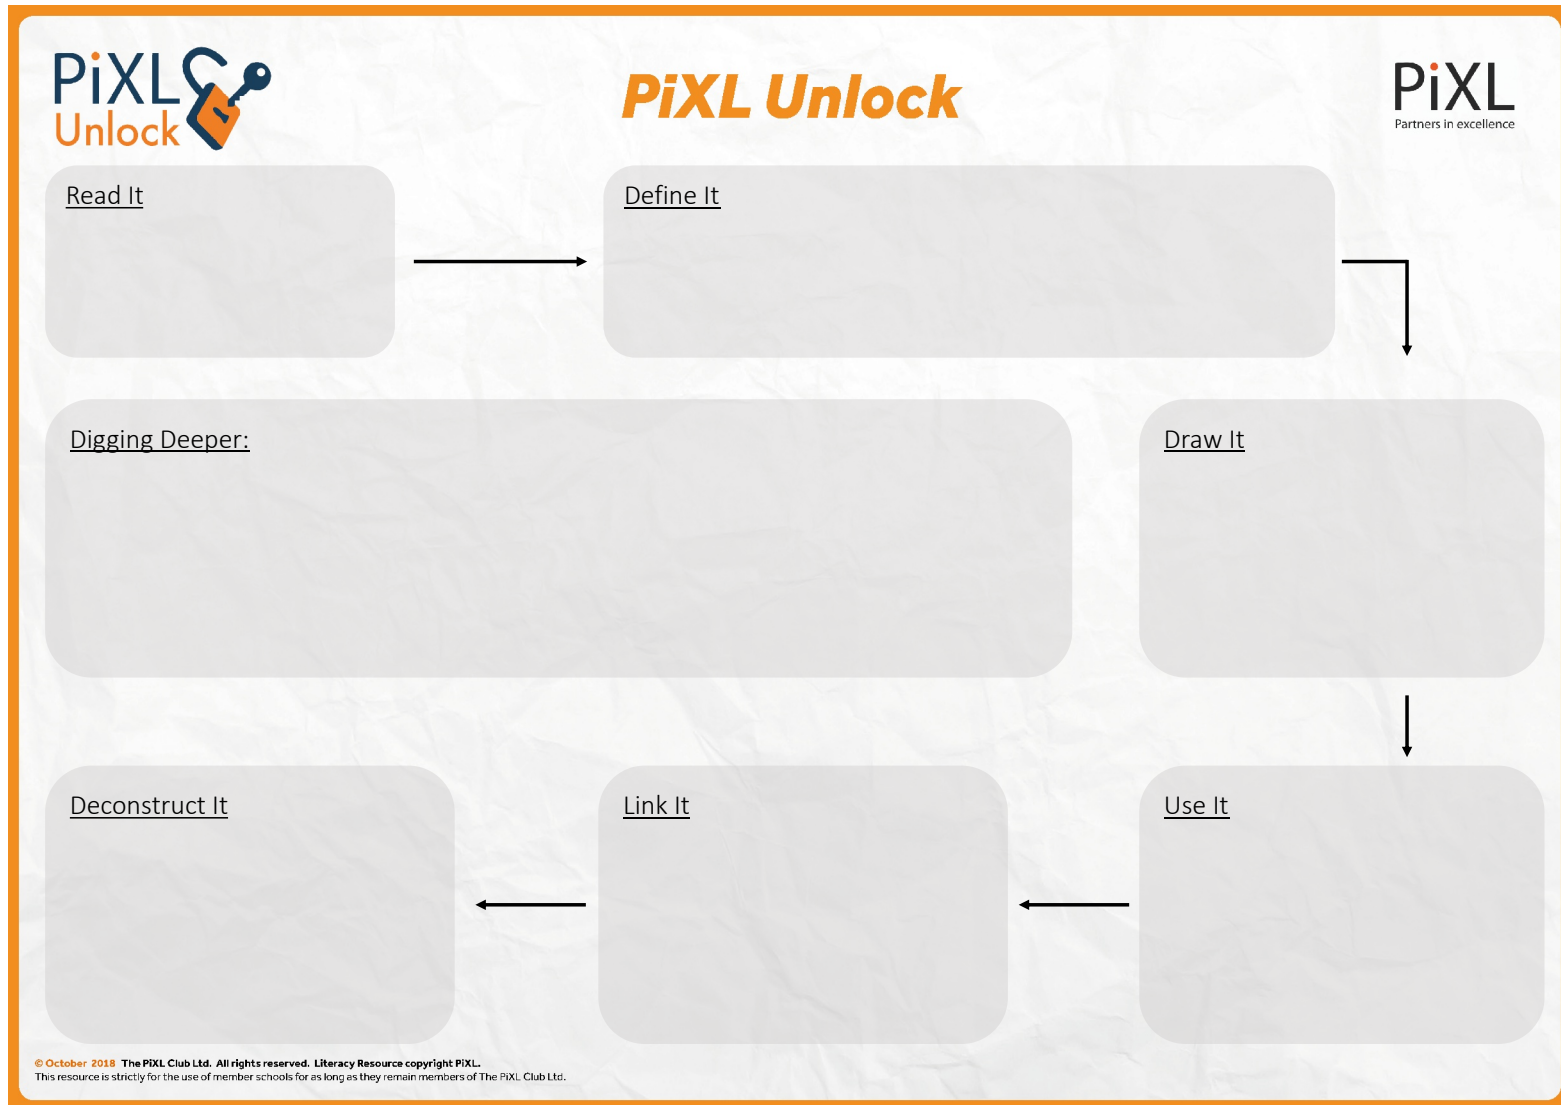 PiXL
Unlock
PiXL Unlock
PiXL
Partners in excellence
Read It
Define It
Digging Deeper:
Draw It
Deconstruct It
Link It
Use It
© October 2018 The PiXL Club Ltd. All rights reserved. Literacy Resource copyright PiXL.
This resource is strictly for the use of member schools for as long as they remain members of The PiXL Club Ltd.